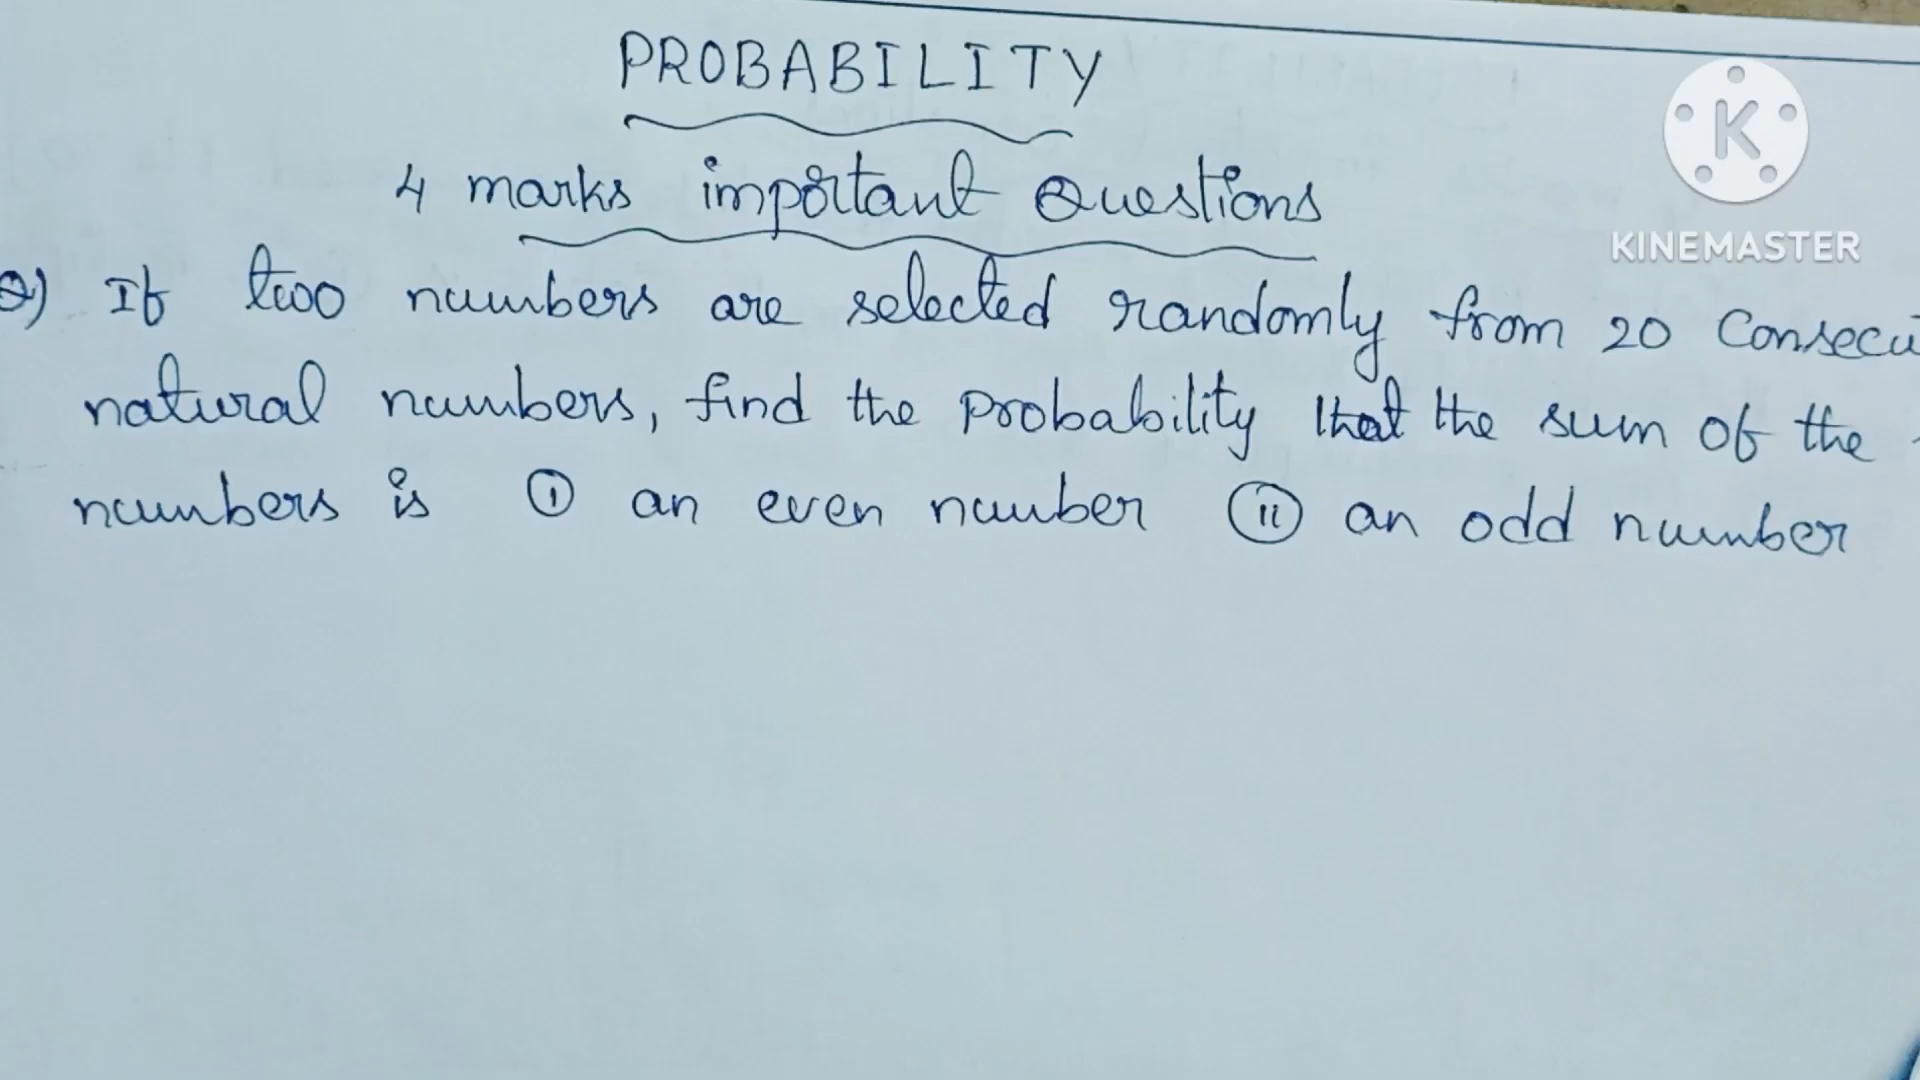 PROBABILITY
4 marks important Questions
K
KINEMASTER
Q) If two numbers are selected randomly from 20 Consecu
natural numbers, find the probability that the sum of the
numbers is (i) an even number (ii) an odd number